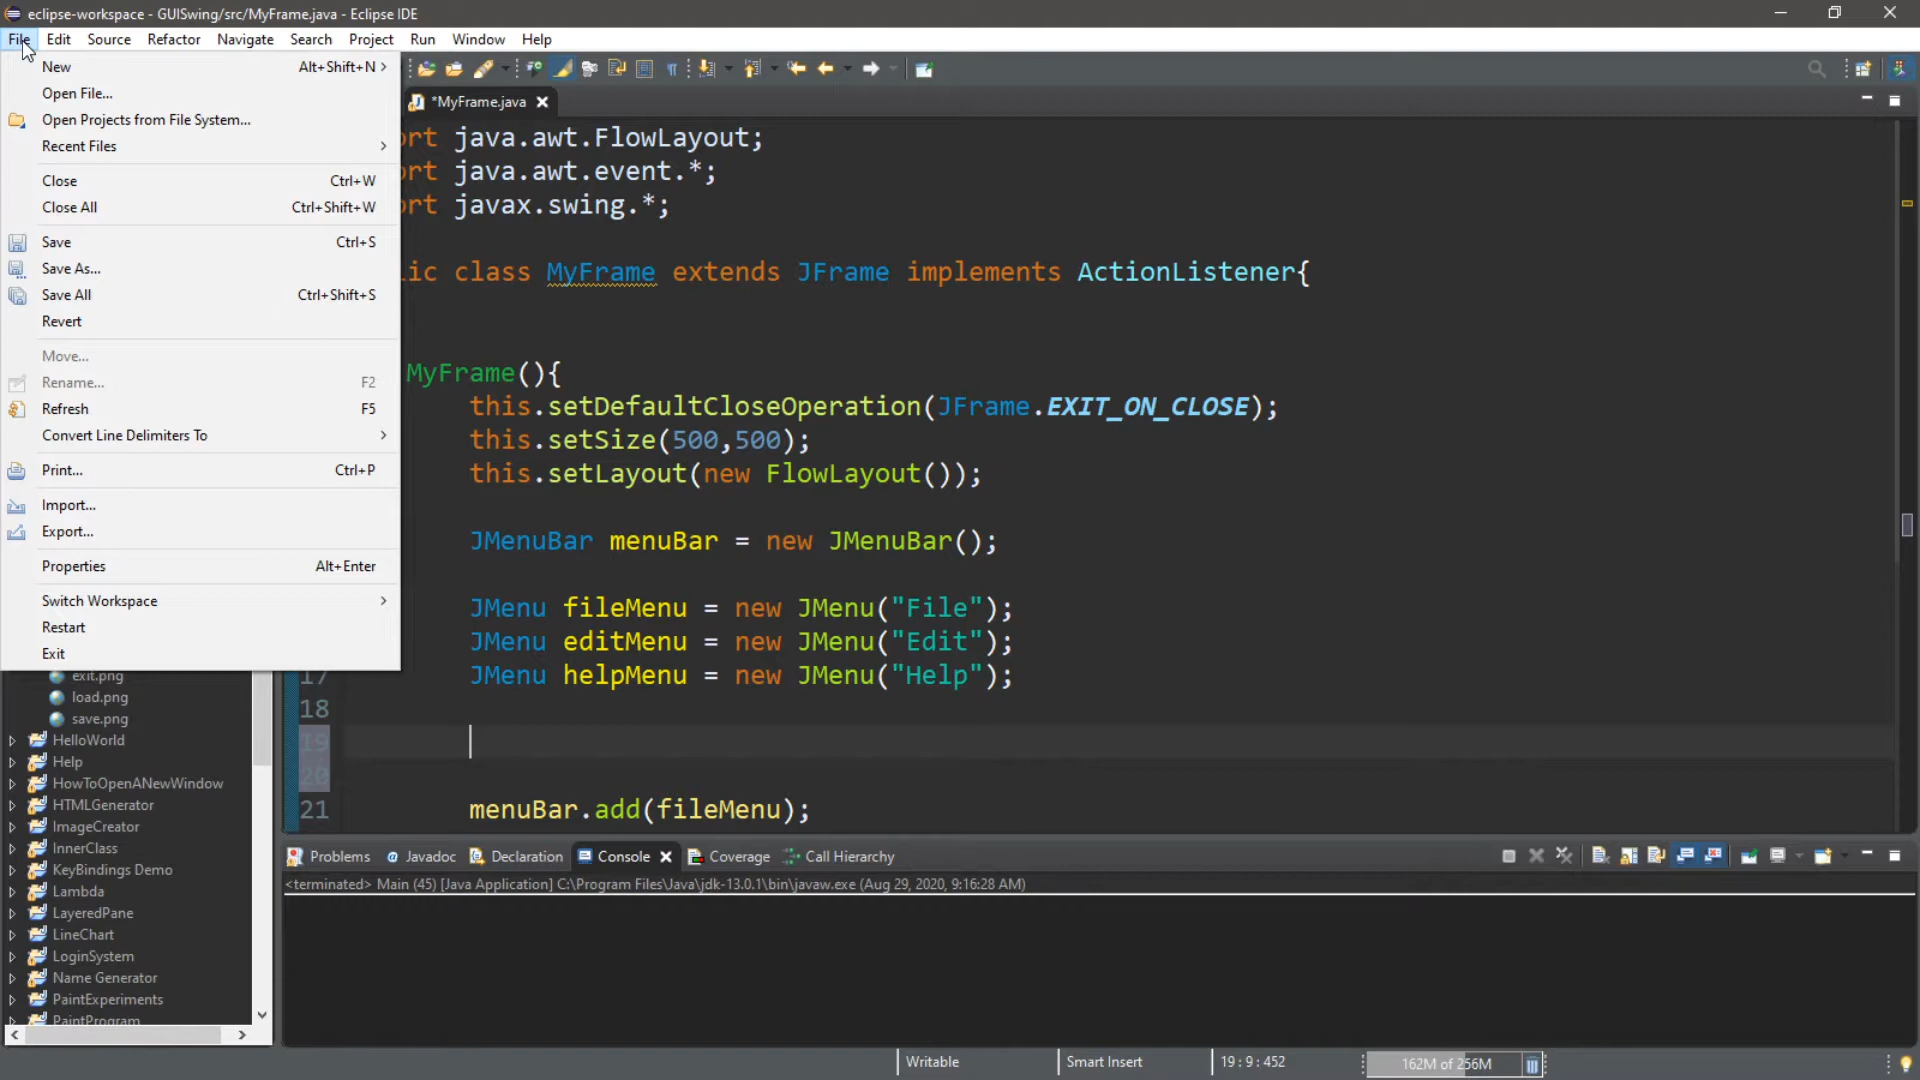 eclipse-workspace - GUISwing/src/MyFrame.java - Eclipse IDE
File Edit Source Refactor Navigate Search Project Run Window Help
New Alt+Shift+N
Open File...
Open Projects from File System...
Recent Files
Close Ctrl+W
Close All Ctrl+Shift+W
Save Ctrl+S
Save As...
Save All Ctrl+Shift+S
Revert
Move...
Rename... F2
Refresh F5
Convert Line Delimiters To
Print... Ctrl+P
Import...
Export...
Properties Alt+Enter
Switch Workspace
Restart
Exit
exit.png
load.png
save.png
HelloWorld
Help
HowToOpenANewWindow
HTMLGenerator
ImageCreator
InnerClass
KeyBindings Demo
Lambda
LayeredPane
LineChart
LoginSystem
Name Generator
PaintExperiments
PaintProgram
*MyFrame.java
ort java.awt.FlowLayout;
ort java.awt.event.*;
ort javax.swing.*;
lic class MyFrame extends JFrame implements ActionListener{
MyFrame(){
this.setDefaultCloseOperation(JFrame.EXIT_ON_CLOSE);
this.setSize(500,500);
this.setLayout(new FlowLayout());
JMenuBar menuBar = new JMenuBar();
JMenu fileMenu = new JMenu("File");
JMenu editMenu = new JMenu("Edit");
17 JMenu helpMenu = new JMenu("Help");
18
19
20
21 menuBar.add(fileMenu);
Problems Javadoc Declaration Console Coverage Call Hierarchy
<terminated> Main (45) [Java Application] C:\Program Files\Java\jdk-13.0.1\bin\javaw.exe (Aug 29, 2020, 9:16:28 AM)
Writable Smart Insert 19 : 9 : 452 162M of 256M